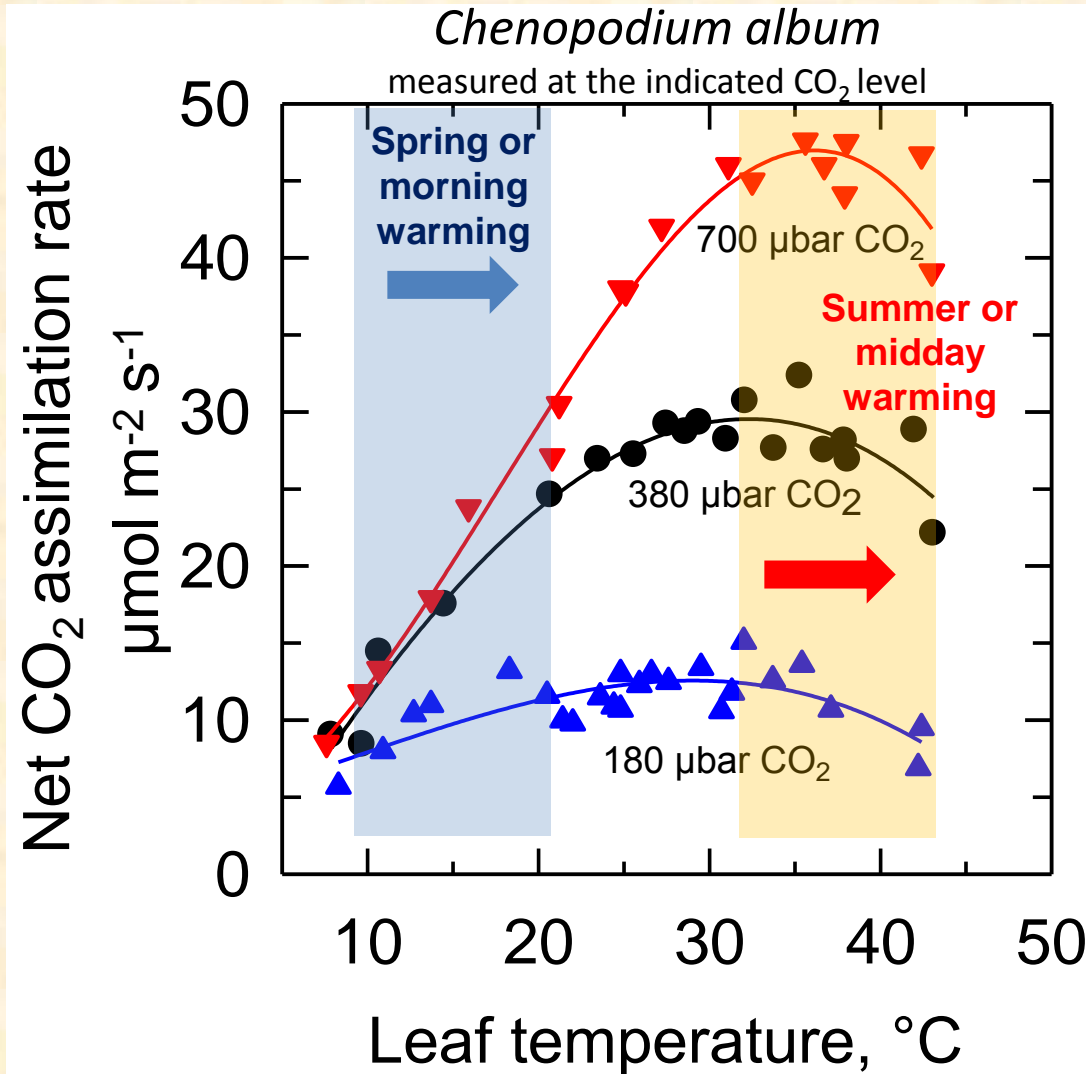 Chenopodium album
measured at the indicated CO₂ level
Net CO₂ assimilation rate
µmol m⁻² s⁻¹
50
40
30
20
10
0
Spring or
morning
warming
700 µbar CO₂
Summer or
midday
warming
380 µbar CO₂
180 µbar CO₂
10 20 30 40 50
Leaf temperature, °C